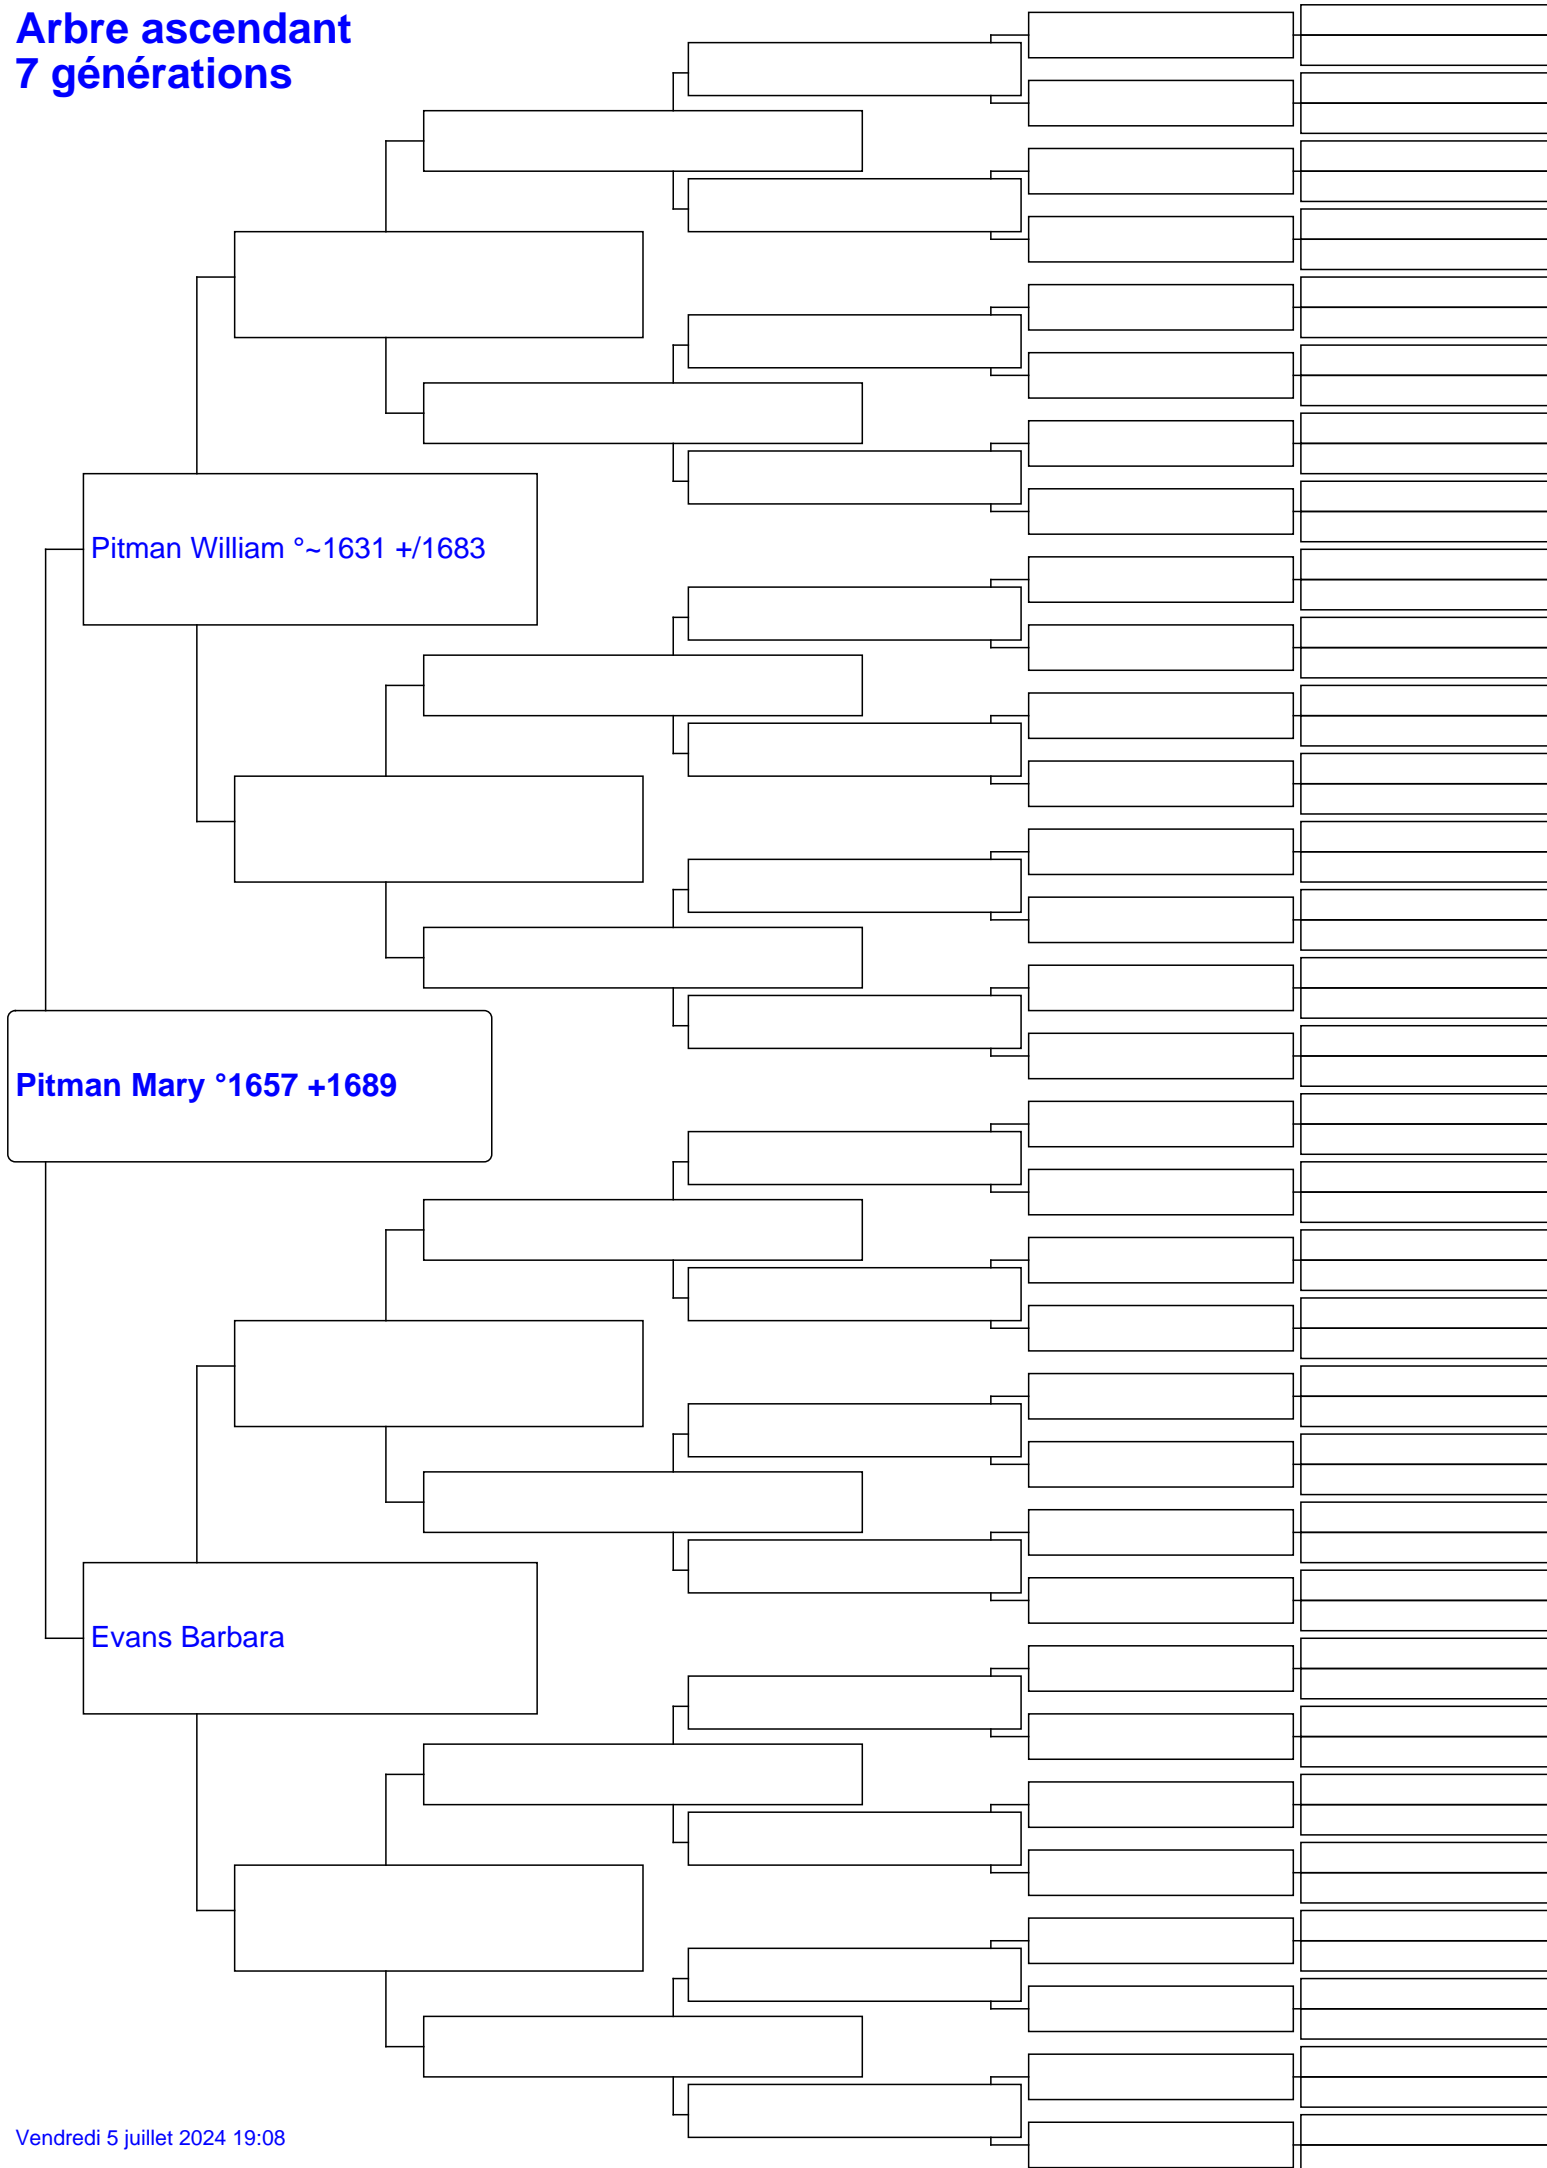 Arbre ascendant
7 générations
Pitman William °~1631 +/1683
Pitman Mary °1657 +1689
Evans Barbara
Vendredi 5 juillet 2024 19:08